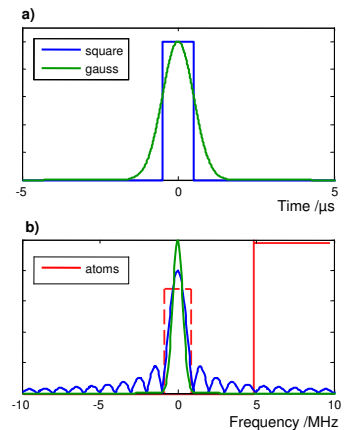 a)
square
gauss
-5 0 5
Time /μs
b)
atoms
-10 -5 0 5 10
Frequency /MHz